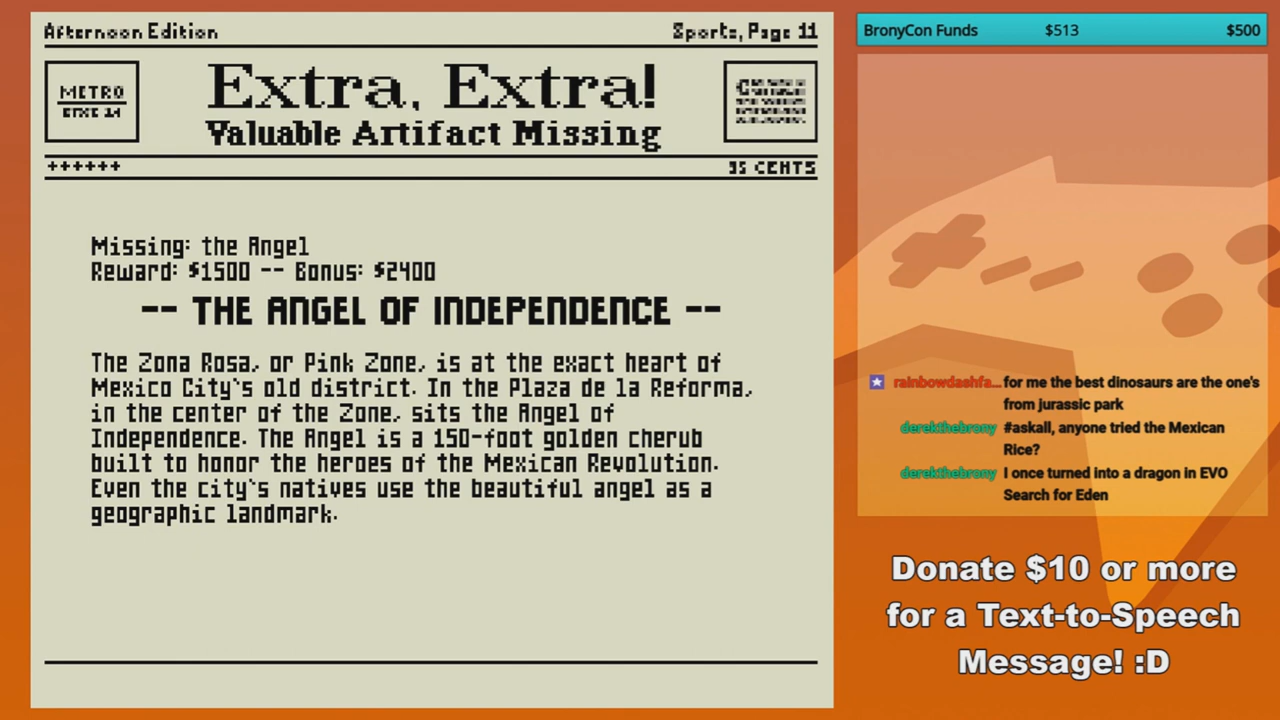 Afternoon Edition
Sports, Page 11
METRO
Extra, Extra!
Valuable Artifact Missing
++++++
35 CENTS
Missing: the Angel
Reward: $1500 -- Bonus: $2400
-- THE ANGEL OF INDEPENDENCE --
The Zona Rosa, or Pink Zone, is at the exact heart of
Mexico City's old district. In the Plaza de la Reforma,
in the center of the Zone, sits the Angel of
Independence. The Angel is a 150-foot golden cherub
built to honor the heroes of the Mexican Revolution.
Even the city's natives use the beautiful angel as a
geographic landmark.
BronyCon Funds $513 $500
rainbowdashfa... for me the best dinosaurs are the one's
from jurassic park
derekthebrony #askall, anyone tried the Mexican
Rice?
derekthebrony I once turned into a dragon in EVO
Search for Eden
Donate $10 or more
for a Text-to-Speech
Message! :D